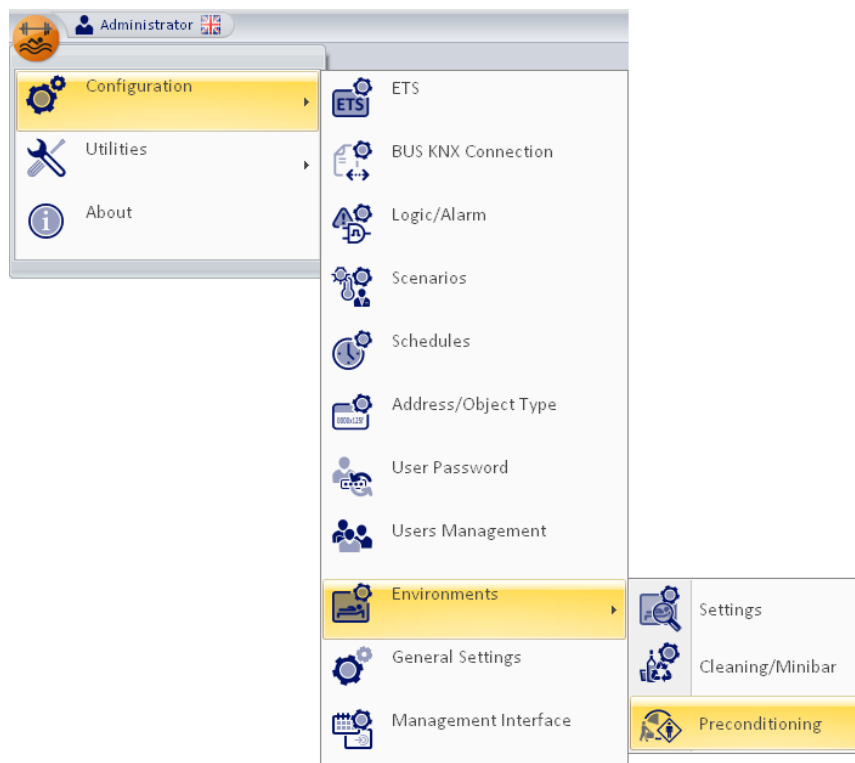 Administrator
Configuration
Utilities
About
ETS
ETS
BUS KNX Connection
Logic/Alarm
Scenarios
Schedules
Address/Object Type
User Password
Users Management
Environments
General Settings
Management Interface
Settings
Cleaning/Minibar
Preconditioning